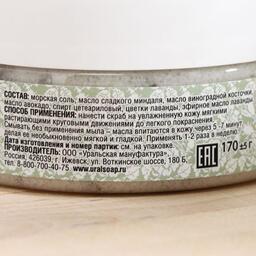 СОСТАВ: морская соль, масло сладкого миндаля, масло виноградной косточки,
масло авокадо, спирт цетеариловый, цветки лаванды, эфирное масло лаванды
СПОСОБ ПРИМЕНЕНИЯ: нанести скраб на увлажненную кожу мягкими
растирающими круговыми движениями до легкого покраснения.
Смывать без применения мыла – масла впитаются в кожу через 5-7 минут,
делая ее необыкновенно мягкой и гладкой. Применять 1-2 раза в неделю.
Дата изготовления и номер партии: см. на упаковке.
ПРОИЗВОДИТЕЛЬ: ООО «Уральская мануфактура»,
Россия, 426039, г. Ижевск, ул. Воткинское шоссе, 180 Б,
тел. 8-800-700-40-75. www.uralsoap.ru
EAC 170 ±5 г